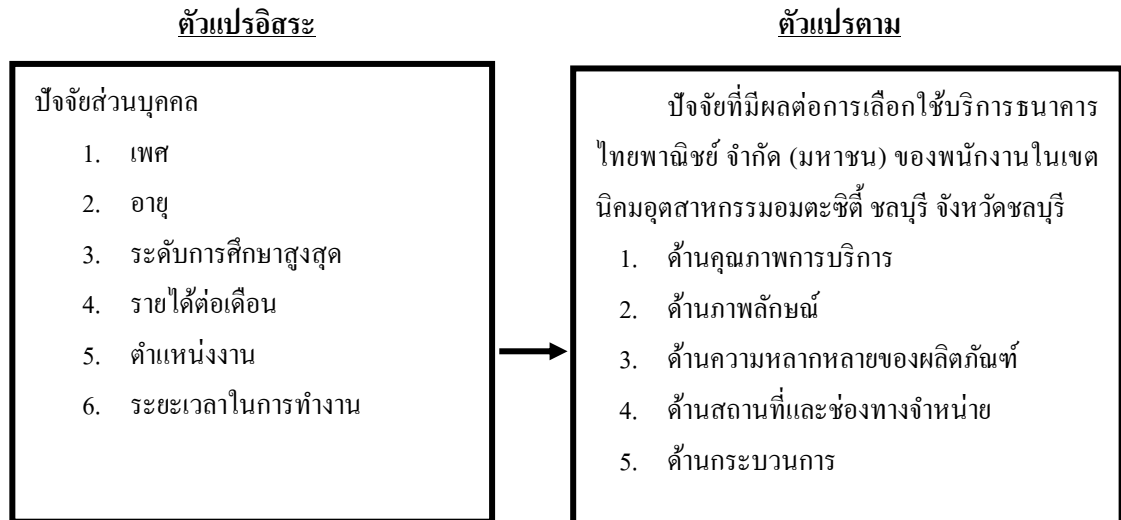 ตัวแปรอิสระ
ปัจจัยส่วนบุคคล
1. เพศ
2. อายุ
3. ระดับการศึกษาสูงสุด
4. รายได้ต่อเดือน
5. ตำแหน่งงาน
6. ระยะเวลาในการทำงาน
ตัวแปรตาม
ปัจจัยที่มีผลต่อการเลือกใช้บริการธนาคาร
ไทยพาณิชย์ จำกัด (มหาชน) ของพนักงานในเขต
นิคมอุตสาหกรรมอมตะซิตี้ ชลบุรี จังหวัดชลบุรี
1. ด้านคุณภาพการบริการ
2. ด้านภาพลักษณ์
3. ด้านความหลากหลายของผลิตภัณฑ์
4. ด้านสถานที่และช่องทางจำหน่าย
5. ด้านกระบวนการ